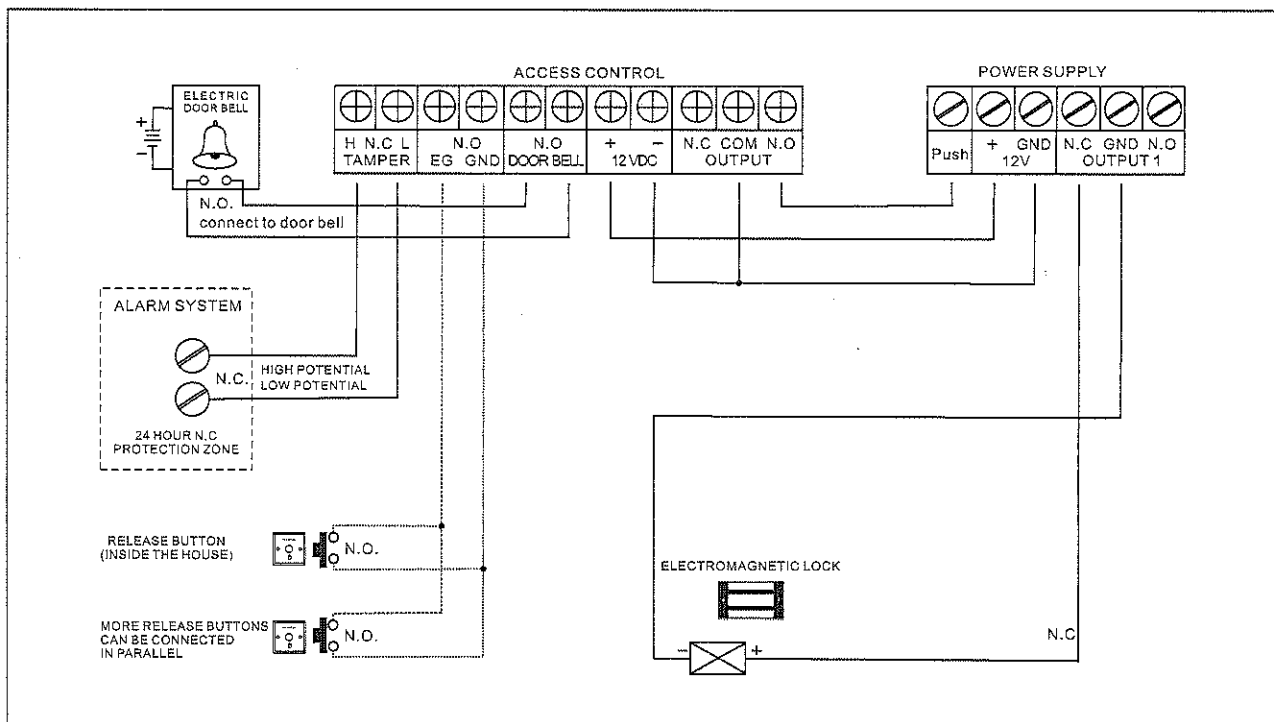 ACCESS CONTROL
POWER SUPPLY
ELECTRIC
DOOR BELL
+
–
H N.C L
TAMPER
N.O
EG GND
N.O
DOOR BELL
+ –
12VDC
N.C COM N.O
OUTPUT
Push
+ GND
12V
N.C GND N.O
OUTPUT 1
N.O.
connect to door bell
ALARM SYSTEM
N.C.
HIGH POTENTIAL
LOW POTENTIAL
24 HOUR N.C
PROTECTION ZONE
RELEASE BUTTON
(INSIDE THE HOUSE)
N.O.
MORE RELEASE BUTTONS
CAN BE CONNECTED
IN PARALLEL
N.O.
ELECTROMAGNETIC LOCK
– +
N.C